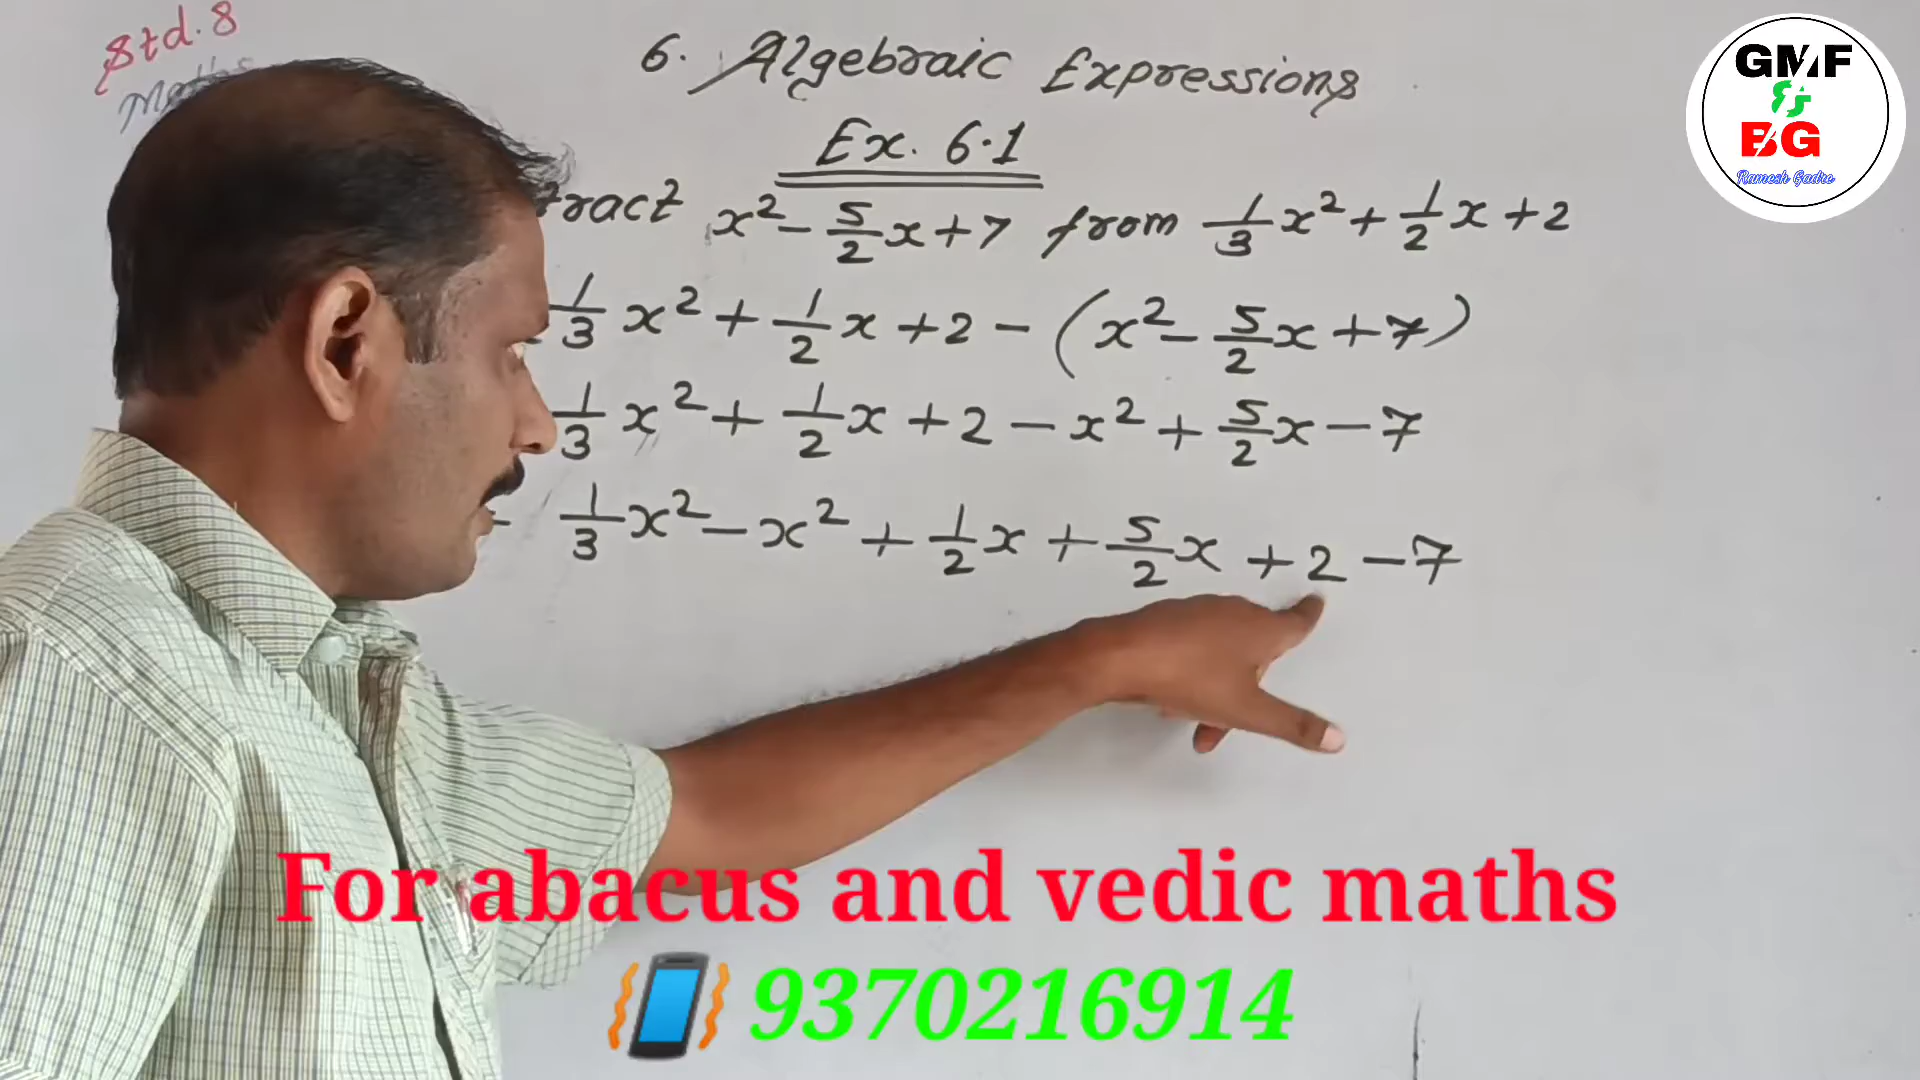 Std. 8
Maths
6. Algebraic Expressions
Ex. 6.1
tract x² - 5/2 x + 7 from 1/3 x² + 1/2 x + 2
1/3 x² + 1/2 x + 2 - (x² - 5/2 x + 7)
1/3 x² + 1/2 x + 2 - x² + 5/2 x - 7
- 1/3 x² - x² + 1/2 x + 5/2 x + 2 - 7
GMF
&
BG
Ramesh Gadre
For abacus and vedic maths
9370216914